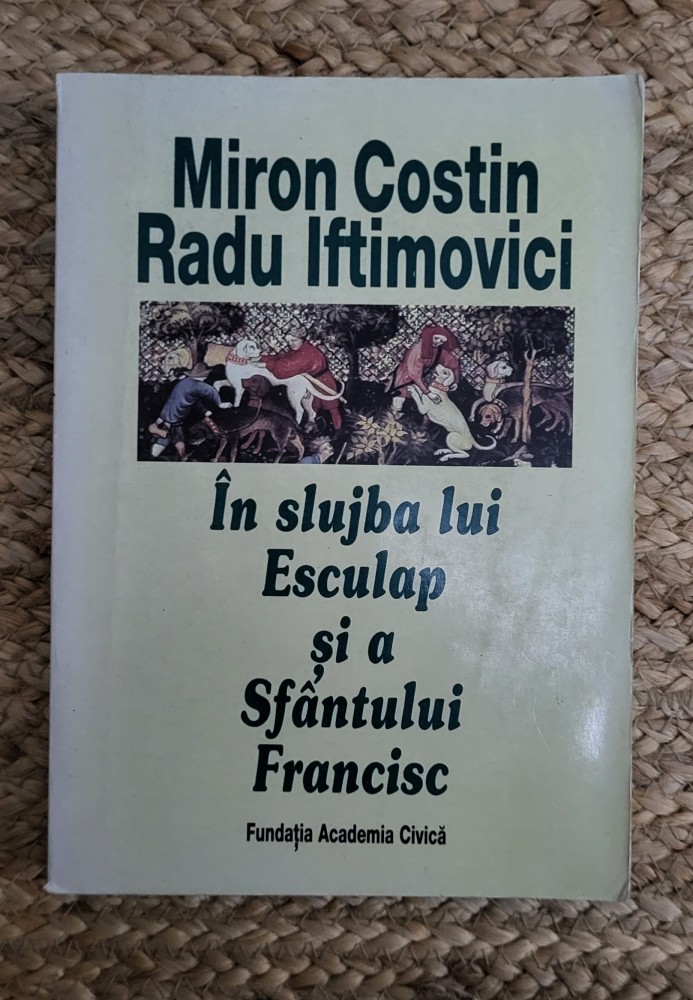 Miron Costin
Radu Iftimovici
În slujba lui
Esculap
și a
Sfântului
Francisc
Fundația Academia Civică